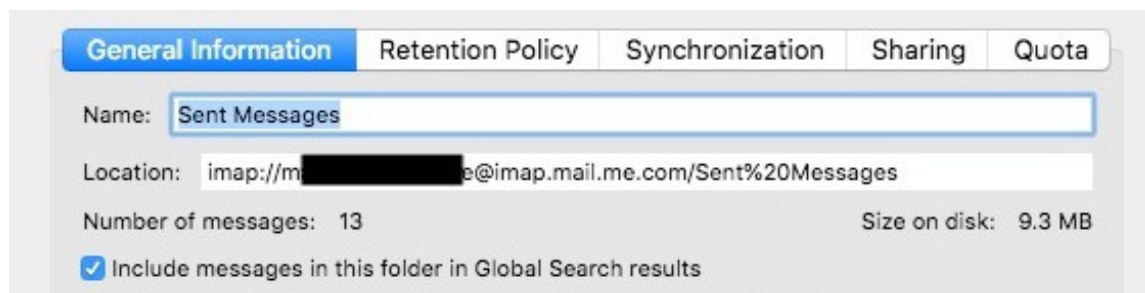 General Information Retention Policy Synchronization Sharing Quota
Name: Sent Messages
Location: imap://m e@imap.mail.me.com/Sent%20Messages
Number of messages: 13 Size on disk: 9.3 MB
Include messages in this folder in Global Search results